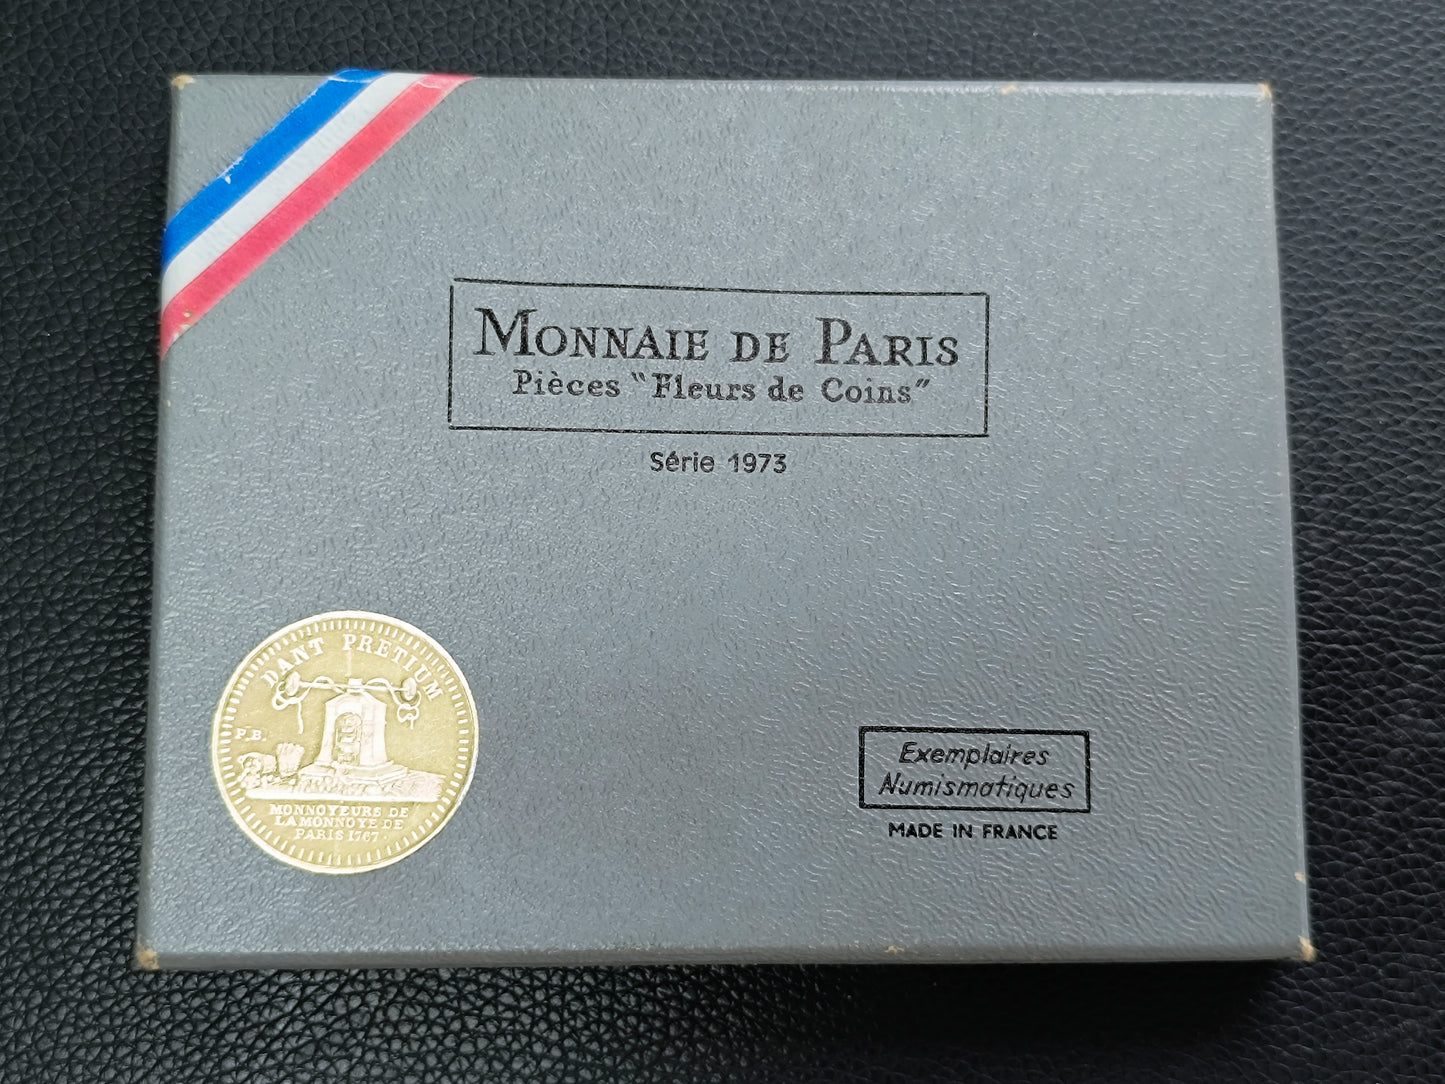 MONNAIE DE PARIS
Pièces "Fleurs de Coins"
Série 1973
DANT PRETIUM
P.B.
MONNOYEURS DE
LA MONNOYE DE
PARIS 1767.
Exemplaires
Numismatiques
MADE IN FRANCE